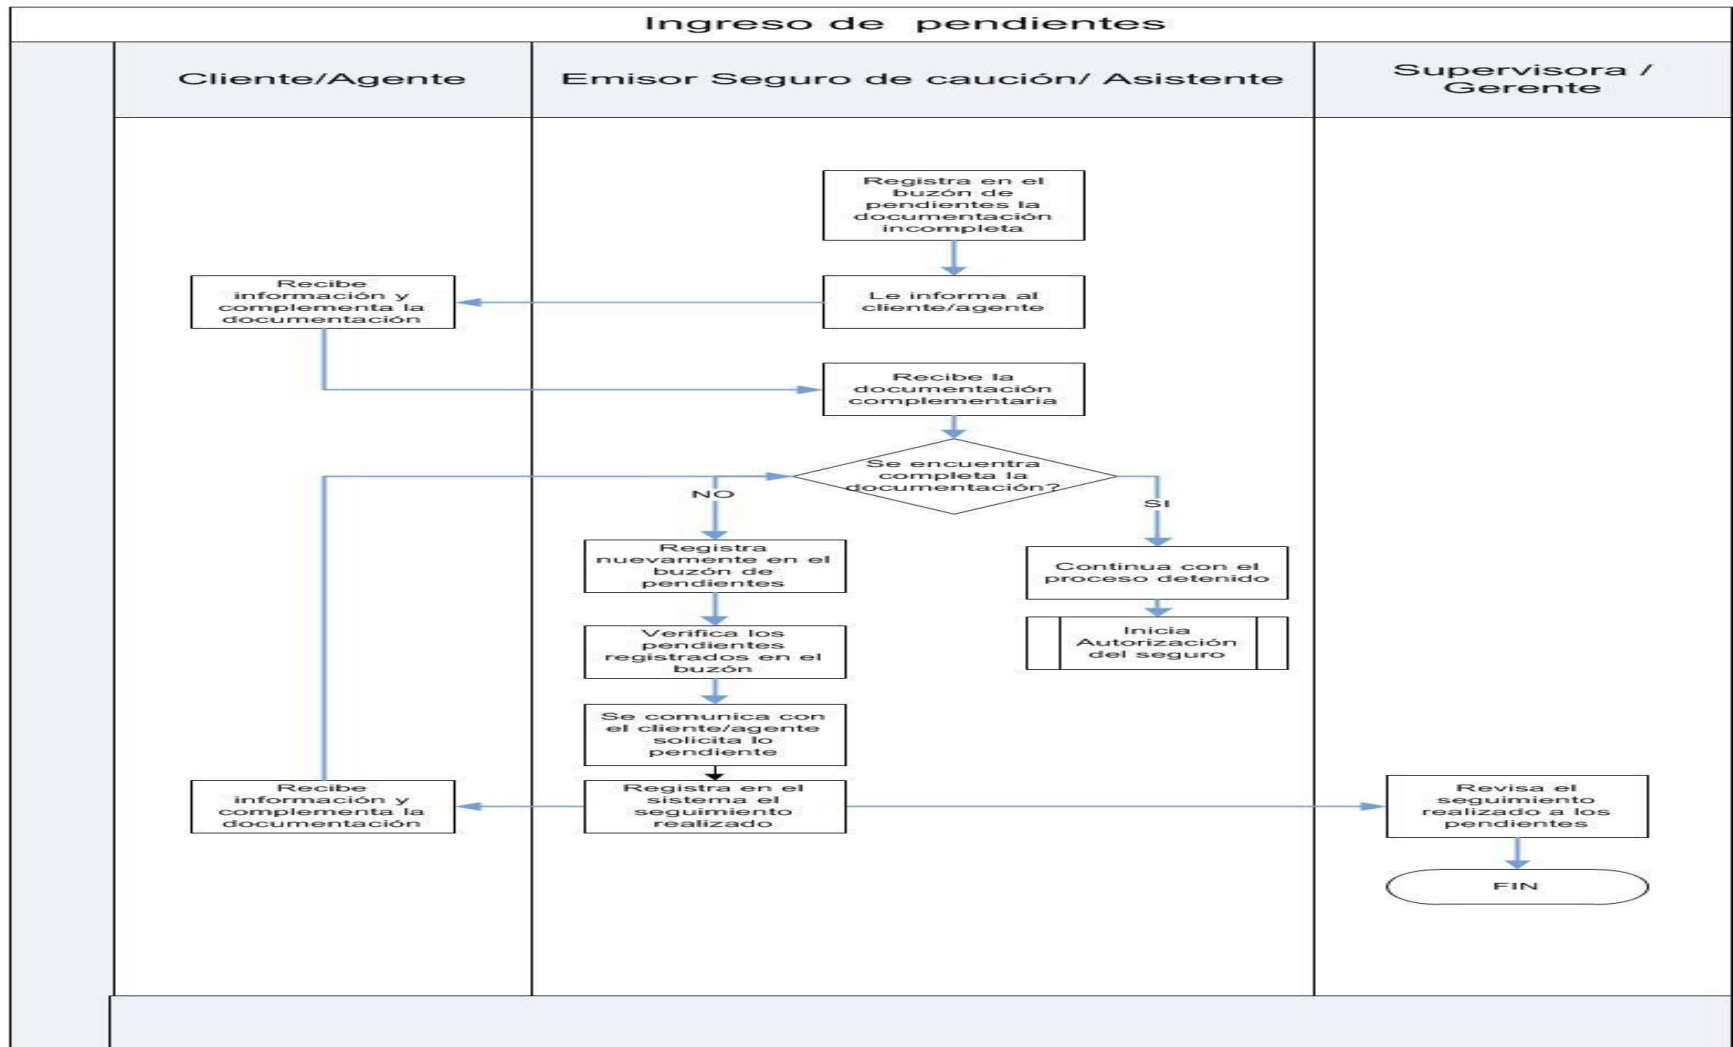 Ingreso de pendientes
Cliente/Agente
Emisor Seguro de caución/ Asistente
Supervisora /
Gerente
Registra en el
buzón de
pendientes la
documentación
incompleta
Recibe
información y
complementa la
documentación
Le informa al
cliente/agente
Recibe la
documentación
complementaria
Se encuentra
completa la
documentación?
NO
SI
Registra
nuevamente en el
buzón de
pendientes
Continua con el
proceso detenido
Verifica los
pendientes
registrados en el
buzón
Inicia
Autorización
del seguro
Se comunica con
el cliente/agente
solicita lo
pendiente
Recibe
información y
complementa la
documentación
Registra en el
sistema el
seguimiento
realizado
Revisa el
seguimiento
realizado a los
pendientes
FIN